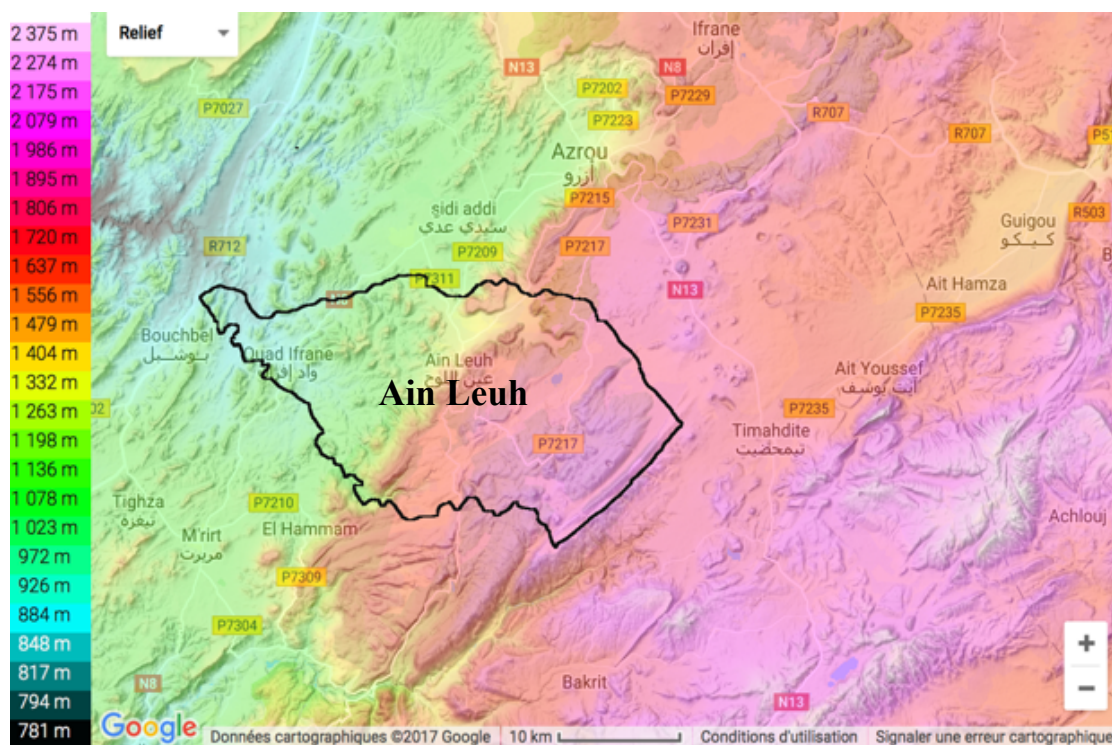 2 375 m
2 274 m
2 175 m
2 079 m
1 986 m
1 895 m
1 806 m
1 720 m
1 637 m
1 556 m
1 479 m
1 404 m
1 332 m
1 263 m
1 198 m
1 136 m
1 078 m
1 023 m
972 m
926 m
884 m
848 m
817 m
794 m
781 m
Relief
Ifrane
إفران
N13
N8
P7202
P7229
P7027
P7223
R707
R707
Azrou
أزرو
P7215
sidi addi
سيدي عدي
P7231
Guigou
كيكو
R503
R712
P7209
P7217
P7311
N13
Ait Hamza
P7235
Bouchbel
بوشبل
Oued Ifrane
Ain Leuh
عين اللوح
Ain Leuh
Ait Youssef
أيت يوسف
P7235
Timahdite
تيمحضيت
P7217
Tighza
تيغزة
P7210
El Hammam
M'rirt
مريرت
Achlouj
P7309
P7304
N8
Bakrit
N13
+
−
Google
Données cartographiques ©2017 Google
10 km
Conditions d'utilisation
Signaler une erreur cartographique